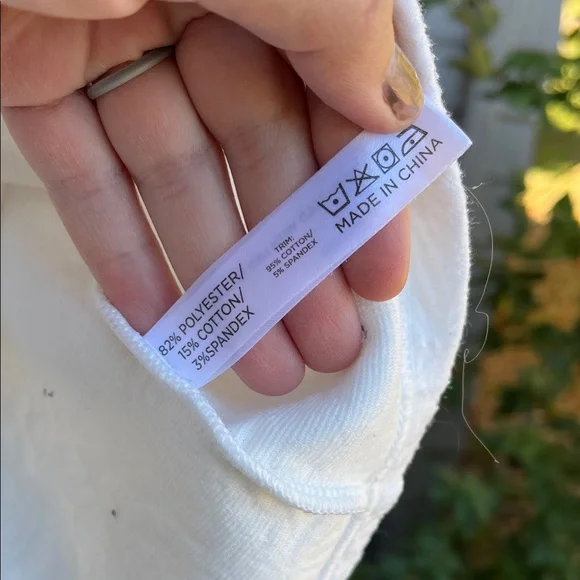 82% POLYESTER/
15% COTTON/
3%SPANDEX
TRIM:
95% COTTON/
5% SPANDEX
MADE IN CHINA